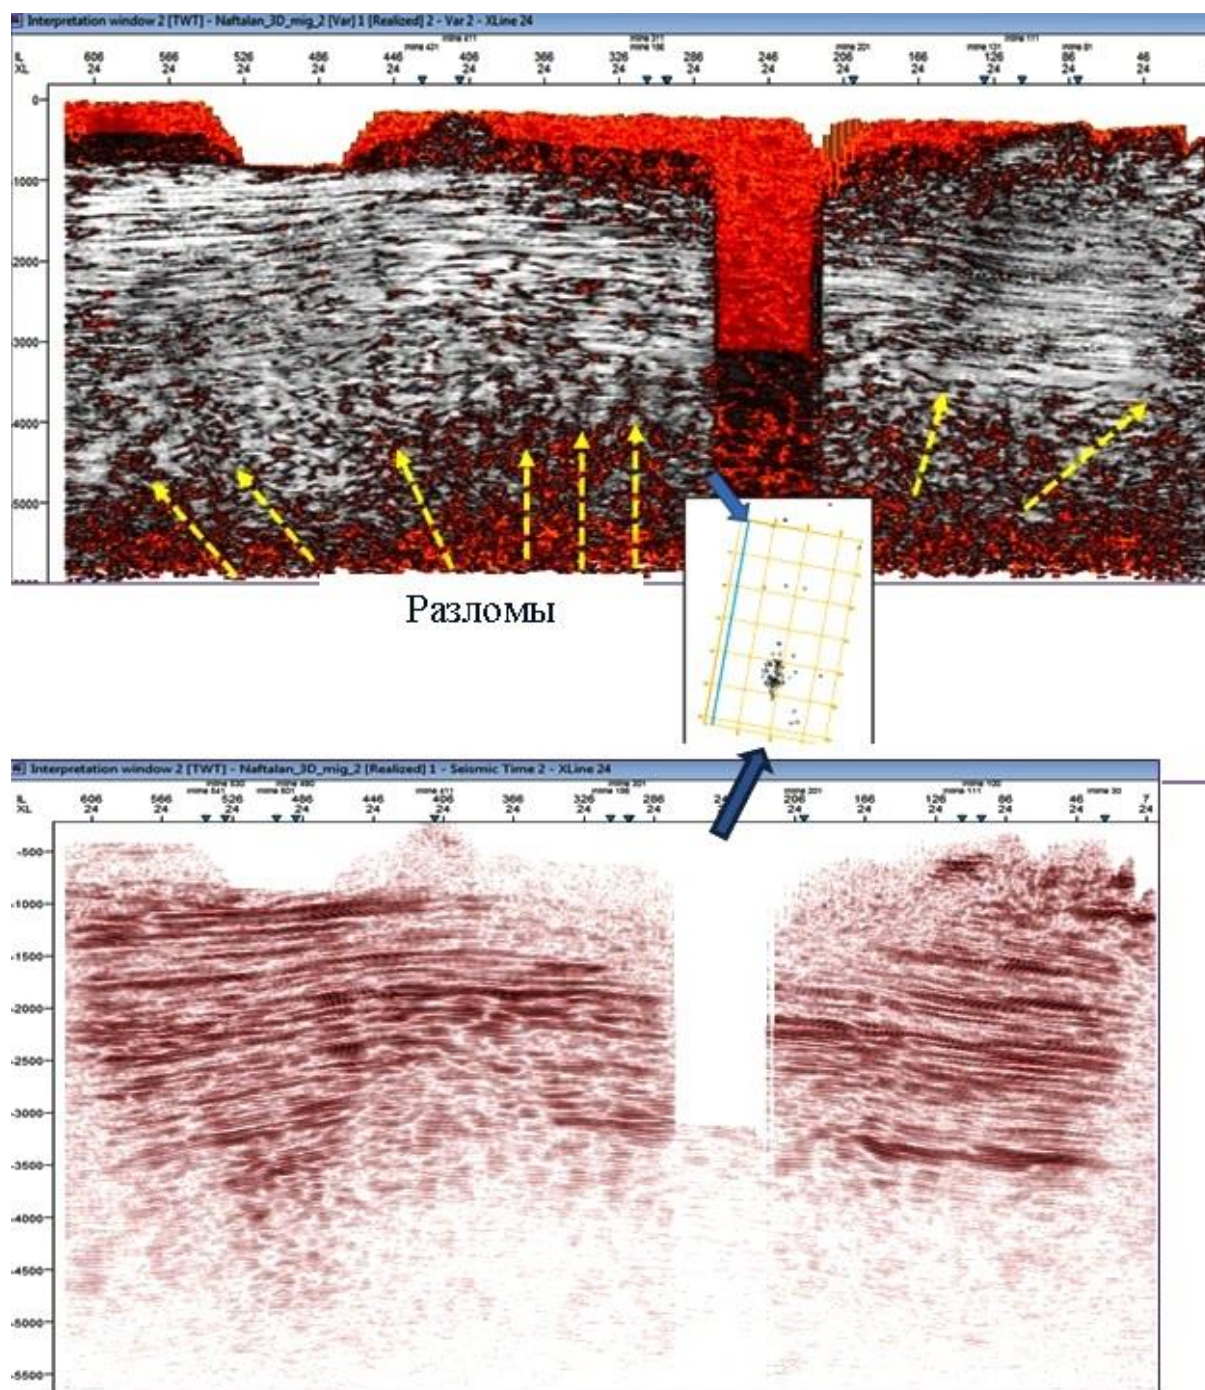 Interpretation window 2 [TWT] - Naftalan_3D_mig_2 [Var] 1 [Realized] 2 - Var 2 - XLine 24
IL 606 566 526 486 446 406 366 326 286 246 206 166 126 86 46
XL 24 24 24 24 24 24 24 24 24 24 24 24 24 24 24
0
-1000
-2000
-3000
-4000
-5000
Разломы
Interpretation window 2 [TWT] - Naftalan_3D_mig_2 [Realized] 1 - Seismic Time 2 - XLine 24
IL 606 566 526 486 446 406 366 326 286 206 166 126 86 46 7
XL 24 24 24 24 24 24 24 24 24 24 24 24 24 24 24
-500
-1000
-1500
-2000
-2500
-3000
-3500
-4000
-4500
-5000
-5500